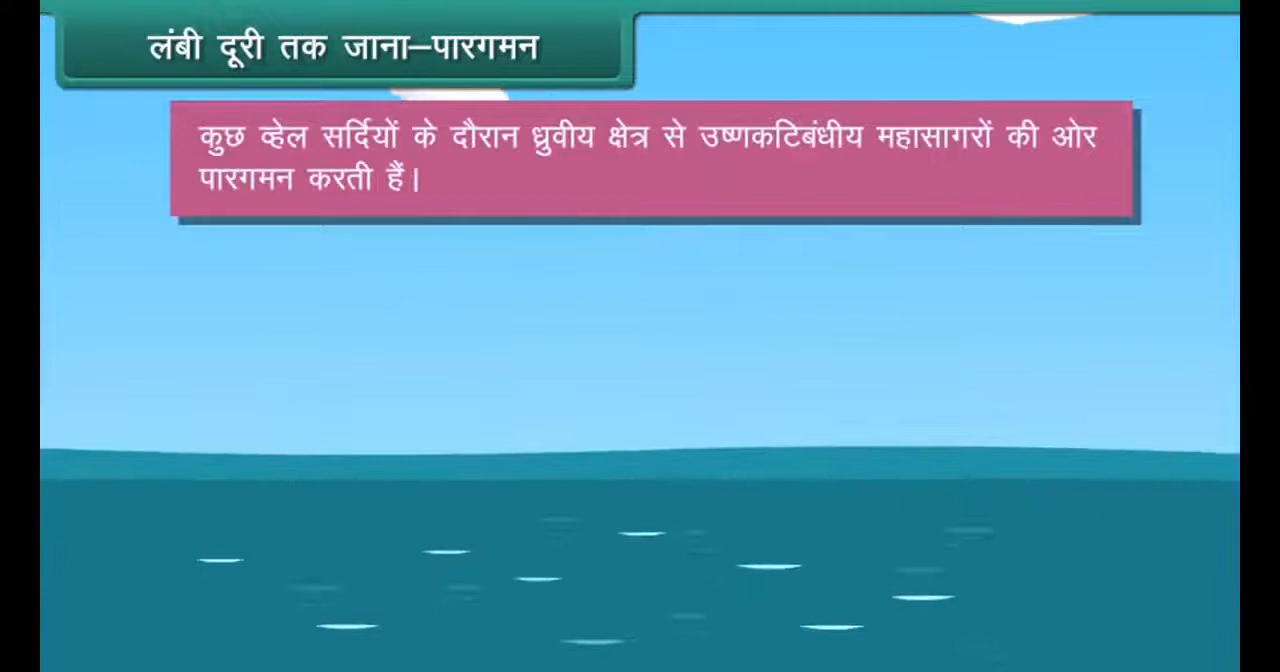 लंबी दूरी तक जाना–पारगमन
कुछ व्हेल सर्दियों के दौरान ध्रुवीय क्षेत्र से उष्णकटिबंधीय महासागरों की ओर
पारगमन करती हैं।